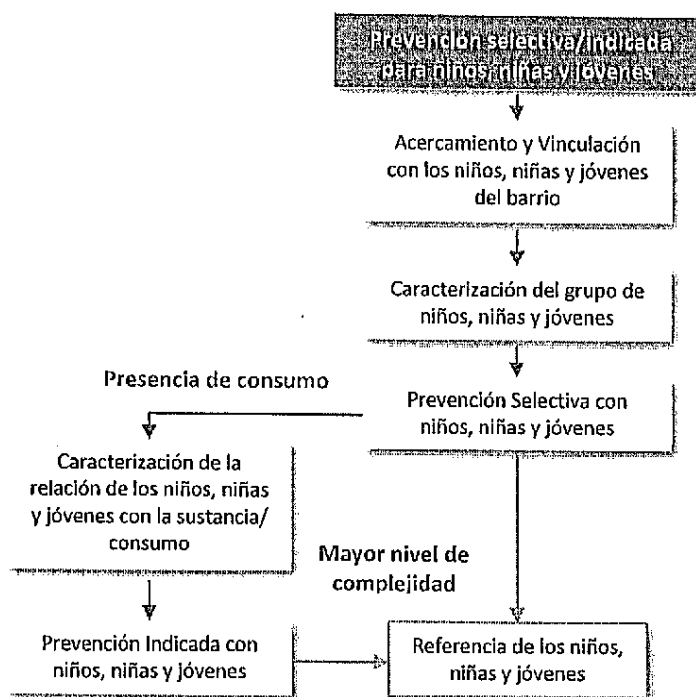 Prevención selectiva/indicada
para niños, niñas y jóvenes
Acercamiento y Vinculación
con los niños, niñas y jóvenes
del barrio
Caracterización del grupo de
niños, niñas y jóvenes
Presencia de consumo
Prevención Selectiva con
niños, niñas y jóvenes
Caracterización de la
relación de los niños, niñas
y jóvenes con la sustancia/
consumo
Mayor nivel de
complejidad
Prevención Indicada con
niños, niñas y jóvenes
Referencia de los niños,
niñas y jóvenes